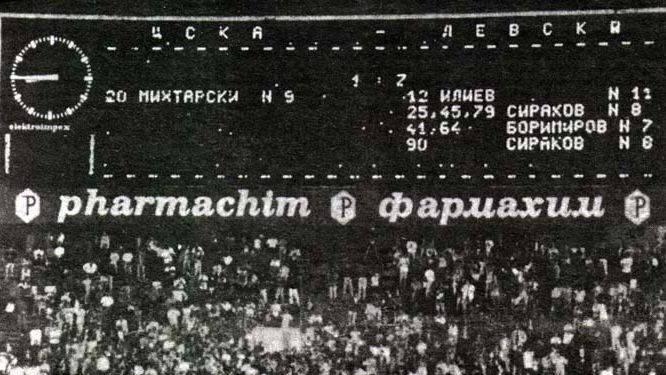 ЦСКА - ЛЕВСКИ
1 : 7
20 МИХТАРСКИ N 9 12 ИЛИЕВ N 11
25,45,79 СИРАКОВ N 8
41,64 БОРИМИРОВ N 7
90 СИРАКОВ N 8
elektroimpex
P pharmachim P фармахим P